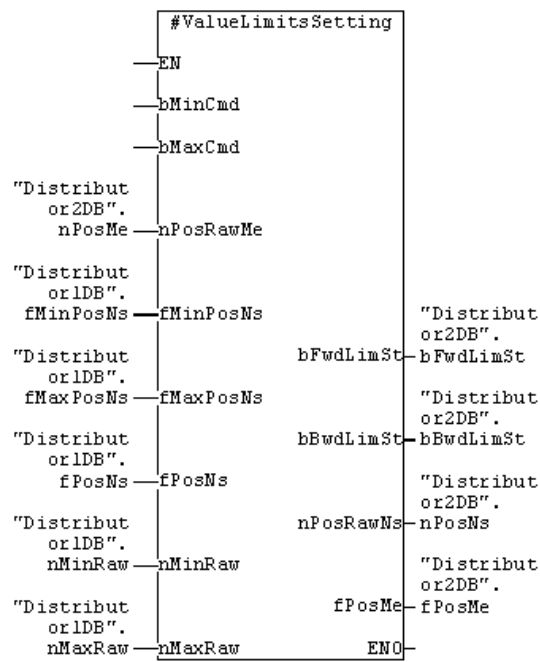 #ValueLimitsSetting
EN
bMinCmd
bMaxCmd
"Distribut
or2DB".
nPosMe
nPosRawMe
"Distribut
or1DB".
fMinPosNs
fMinPosNs
"Distribut
or2DB".
bFwdLimSt
bFwdLimSt
"Distribut
or1DB".
fMaxPosNs
fMaxPosNs
"Distribut
or2DB".
bBwdLimSt
bBwdLimSt
"Distribut
or1DB".
fPosNs
fPosNs
"Distribut
or2DB".
nPosRawNs
nPosNs
"Distribut
or1DB".
nMinRaw
nMinRaw
"Distribut
or2DB".
fPosMe
fPosMe
"Distribut
or1DB".
nMaxRaw
nMaxRaw
ENO